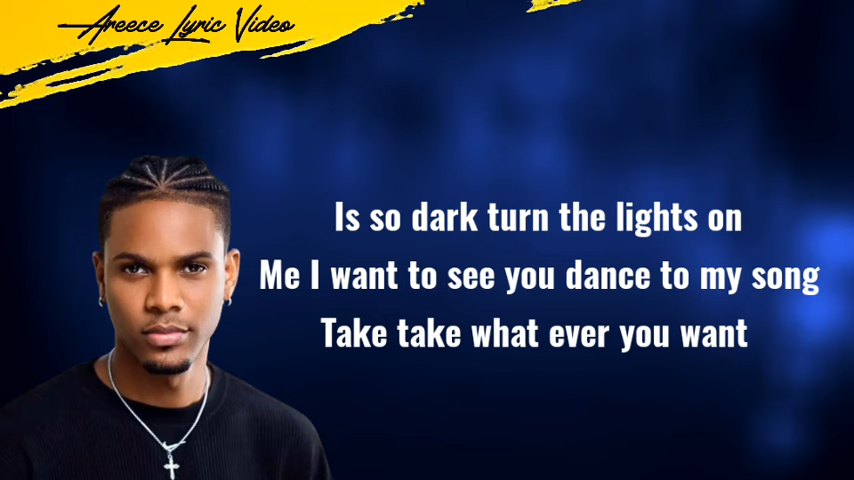 Areece Lyric Video
Is so dark turn the lights on
Me I want to see you dance to my song
Take take what ever you want